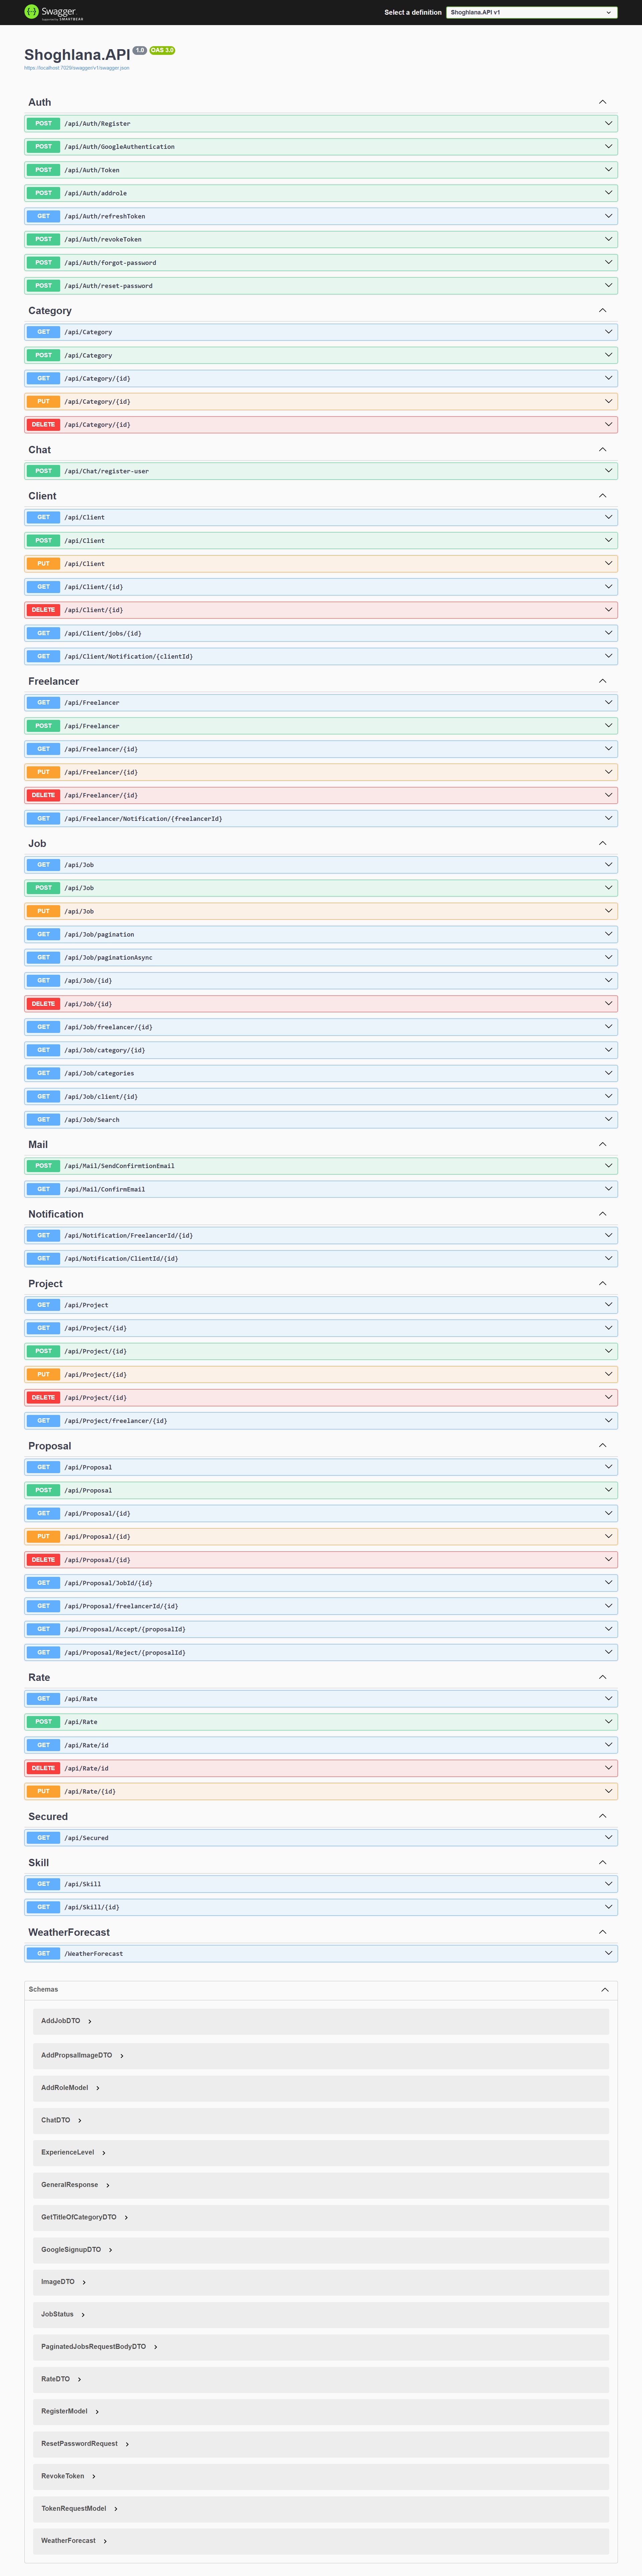 Swagger.
Supported by SMARTBEAR
Select a definition
Shoghlana.API v1
Shoghlana.API 1.0 OAS 3.0
https://localhost:7029/swagger/v1/swagger.json
Auth
POST /api/Auth/Register
POST /api/Auth/GoogleAuthentication
POST /api/Auth/Token
POST /api/Auth/addrole
GET /api/Auth/refreshToken
POST /api/Auth/revokeToken
POST /api/Auth/forgot-password
POST /api/Auth/reset-password
Category
GET /api/Category
POST /api/Category
GET /api/Category/{id}
PUT /api/Category/{id}
DELETE /api/Category/{id}
Chat
POST /api/Chat/register-user
Client
GET /api/Client
POST /api/Client
PUT /api/Client
GET /api/Client/{id}
DELETE /api/Client/{id}
GET /api/Client/jobs/{id}
GET /api/Client/Notification/{clientId}
Freelancer
GET /api/Freelancer
POST /api/Freelancer
GET /api/Freelancer/{id}
PUT /api/Freelancer/{id}
DELETE /api/Freelancer/{id}
GET /api/Freelancer/Notification/{freelancerId}
Job
GET /api/Job
POST /api/Job
PUT /api/Job
GET /api/Job/pagination
GET /api/Job/paginationAsync
GET /api/Job/{id}
DELETE /api/Job/{id}
GET /api/Job/freelancer/{id}
GET /api/Job/category/{id}
GET /api/Job/categories
GET /api/Job/client/{id}
GET /api/Job/Search
Mail
POST /api/Mail/SendConfirmtionEmail
GET /api/Mail/ConfirmEmail
Notification
GET /api/Notification/FreelancerId/{id}
GET /api/Notification/ClientId/{id}
Project
GET /api/Project
GET /api/Project/{id}
POST /api/Project/{id}
PUT /api/Project/{id}
DELETE /api/Project/{id}
GET /api/Project/freelancer/{id}
Proposal
GET /api/Proposal
POST /api/Proposal
GET /api/Proposal/{id}
PUT /api/Proposal/{id}
DELETE /api/Proposal/{id}
GET /api/Proposal/JobId/{id}
GET /api/Proposal/freelancerId/{id}
GET /api/Proposal/Accept/{proposalId}
GET /api/Proposal/Reject/{proposalId}
Rate
GET /api/Rate
POST /api/Rate
GET /api/Rate/id
DELETE /api/Rate/id
PUT /api/Rate/{id}
Secured
GET /api/Secured
Skill
GET /api/Skill
GET /api/Skill/{id}
WeatherForecast
GET /WeatherForecast
Schemas
AddJobDTO
AddPropsalImageDTO
AddRoleModel
ChatDTO
ExperienceLevel
GeneralResponse
GetTitleOfCategoryDTO
GoogleSignupDTO
ImageDTO
JobStatus
PaginatedJobsRequestBodyDTO
RateDTO
RegisterModel
ResetPasswordRequest
RevokeToken
TokenRequestModel
WeatherForecast